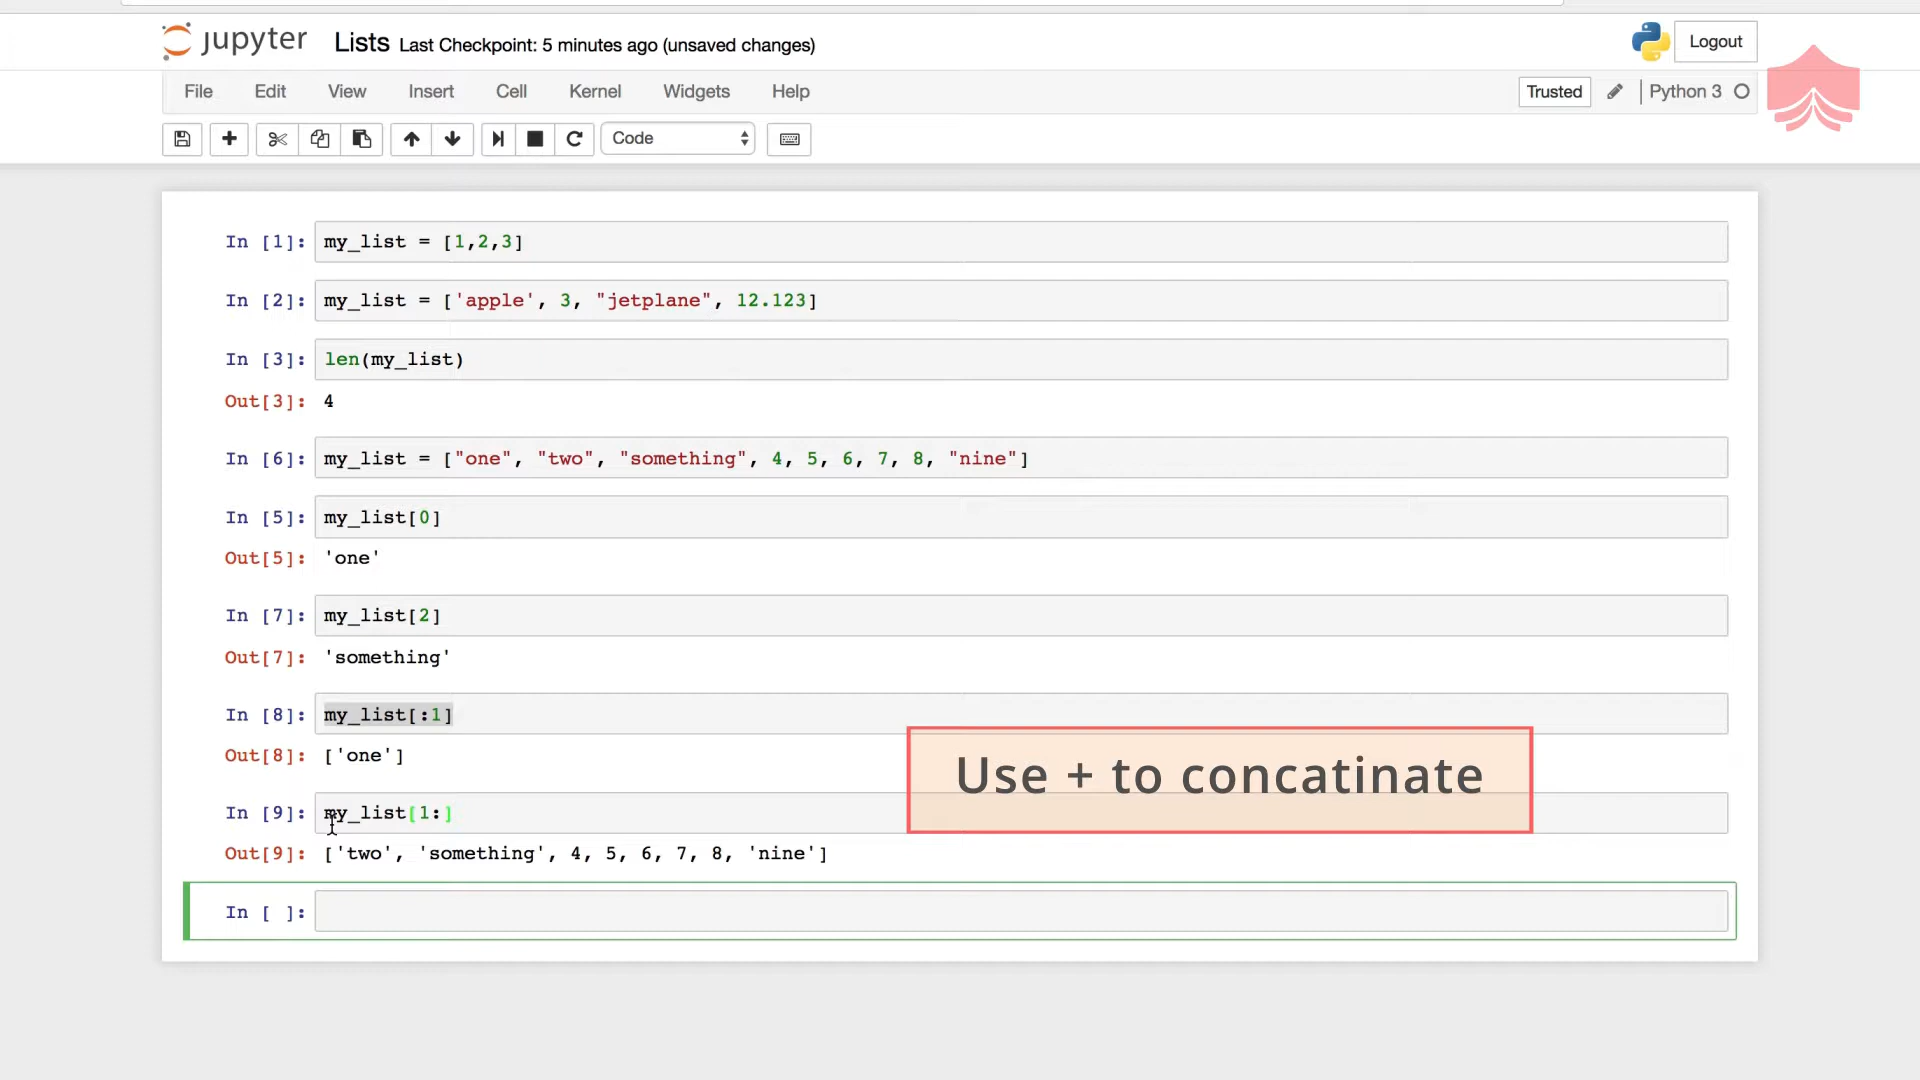 jupyter Lists Last Checkpoint: 5 minutes ago (unsaved changes) Logout
File Edit View Insert Cell Kernel Widgets Help Trusted Python 3
Code
In [1]: my_list = [1,2,3]
In [2]: my_list = ['apple', 3, "jetplane", 12.123]
In [3]: len(my_list)
Out[3]: 4
In [6]: my_list = ["one", "two", "something", 4, 5, 6, 7, 8, "nine"]
In [5]: my_list[0]
Out[5]: 'one'
In [7]: my_list[2]
Out[7]: 'something'
In [8]: my_list[:1]
Out[8]: ['one']
Use + to concatinate
In [9]: my_list[1:]
Out[9]: ['two', 'something', 4, 5, 6, 7, 8, 'nine']
In [ ]: